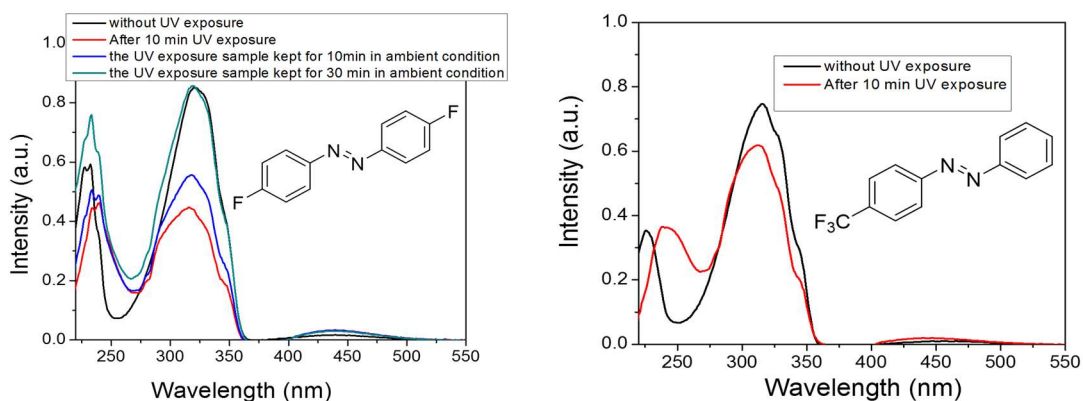 without UV exposure
After 10 min UV exposure
the UV exposure sample kept for 10min in ambient condition
the UV exposure sample kept for 30 min in ambient condition
1.0
0.8
0.6
0.4
0.2
0.0
Intensity (a.u.)
F
N
N
F
250 300 350 400 450 500 550
Wavelength (nm)
1.0
0.8
0.6
0.4
0.2
0.0
Intensity (a.u.)
without UV exposure
After 10 min UV exposure
N
N
F₃C
250 300 350 400 450 500 550
Wavelength (nm)